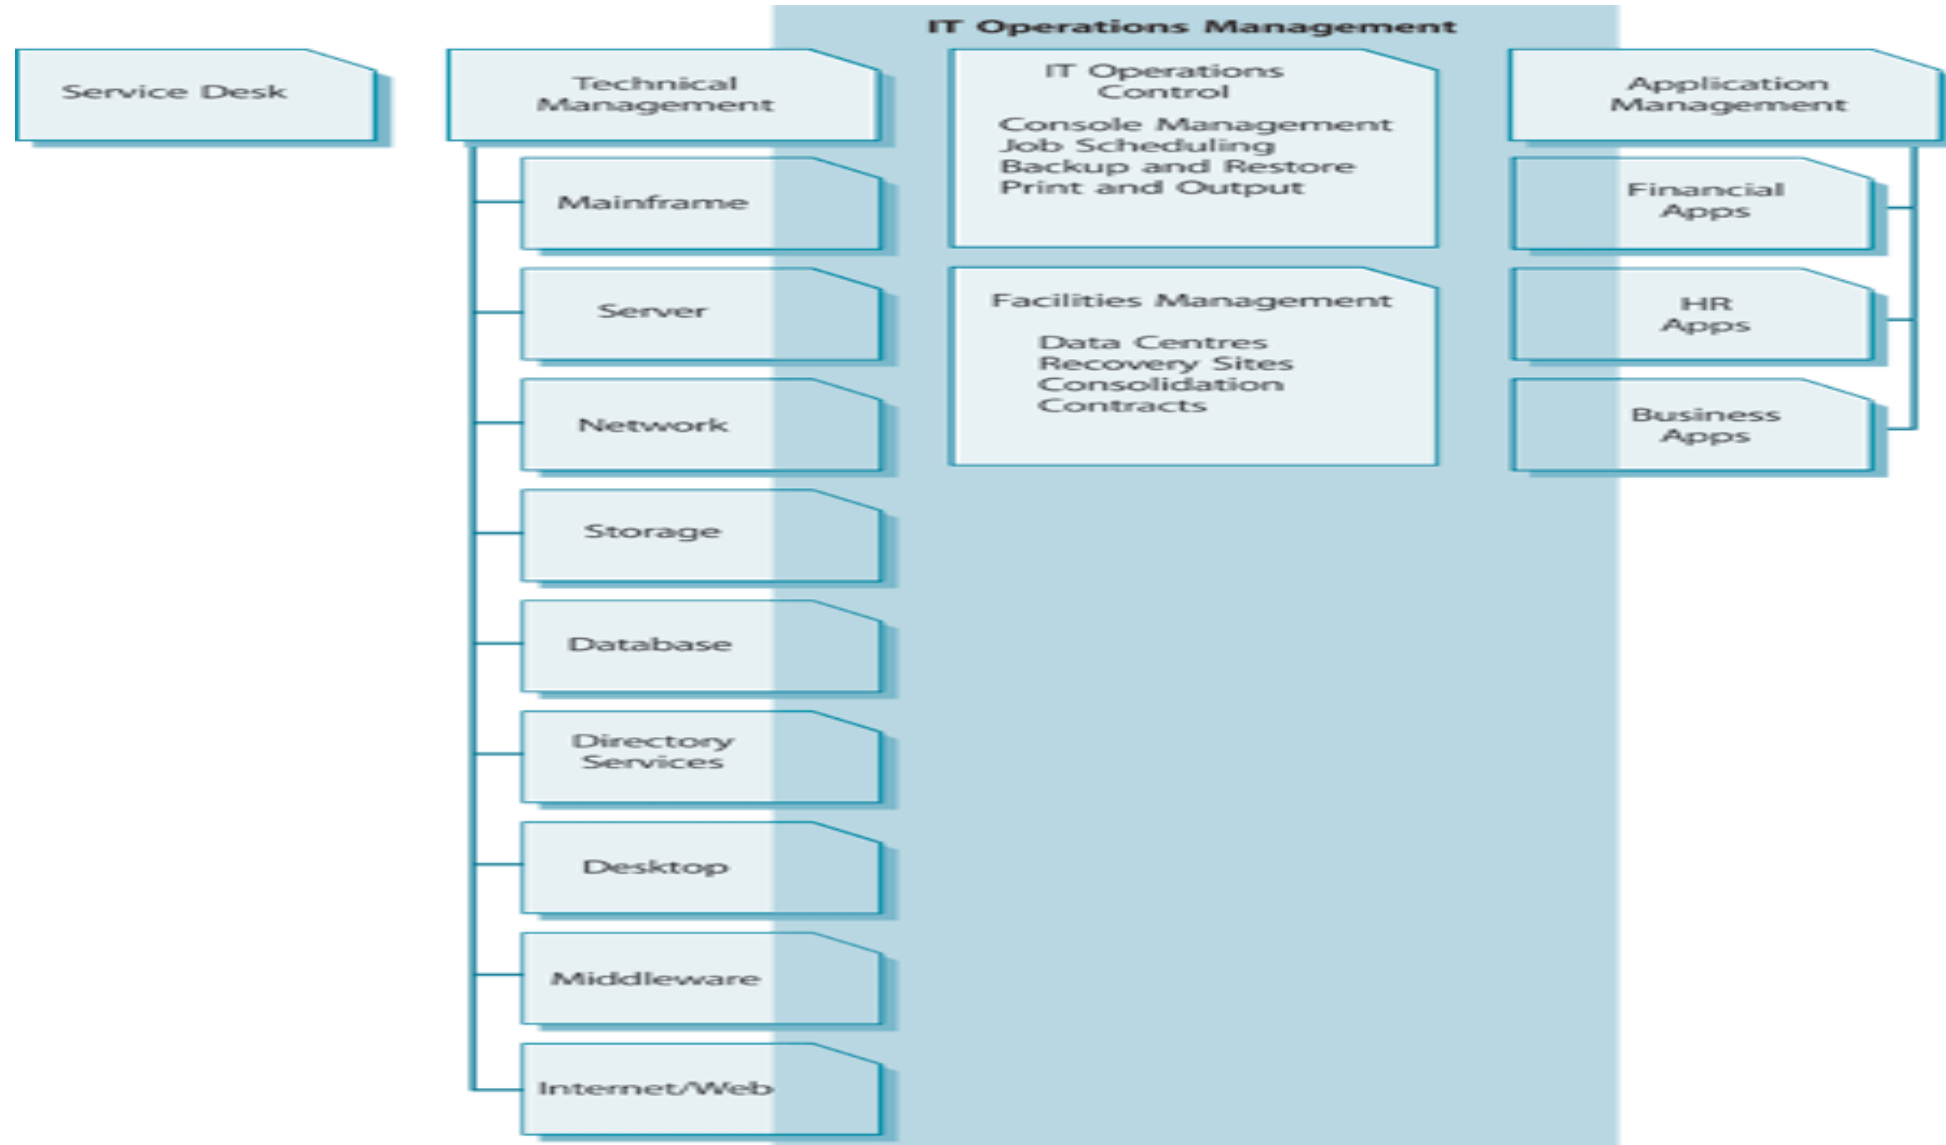 IT Operations Management
Service Desk
Technical
Management
Mainframe
Server
Network
Storage
Database
Directory
Services
Desktop
Middleware
Internet/Web
IT Operations
Control
Console Management
Job Scheduling
Backup and Restore
Print and Output
Facilities Management
Data Centres
Recovery Sites
Consolidation
Contracts
Application
Management
Financial
Apps
HR
Apps
Business
Apps